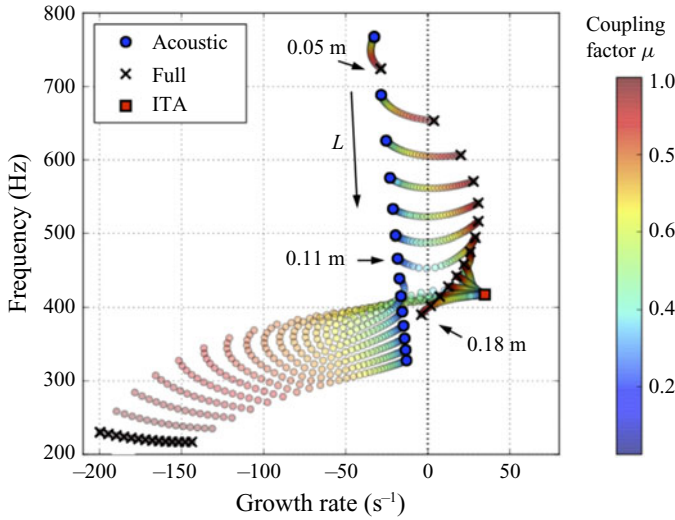 800
700
600
500
400
300
200
Frequency (Hz)
Acoustic
Full
ITA
0.05 m
L
0.11 m
0.18 m
–200
–150
–100
–50
0
50
Growth rate (s⁻¹)
Coupling
factor μ
1.0
0.5
0.6
0.4
0.2